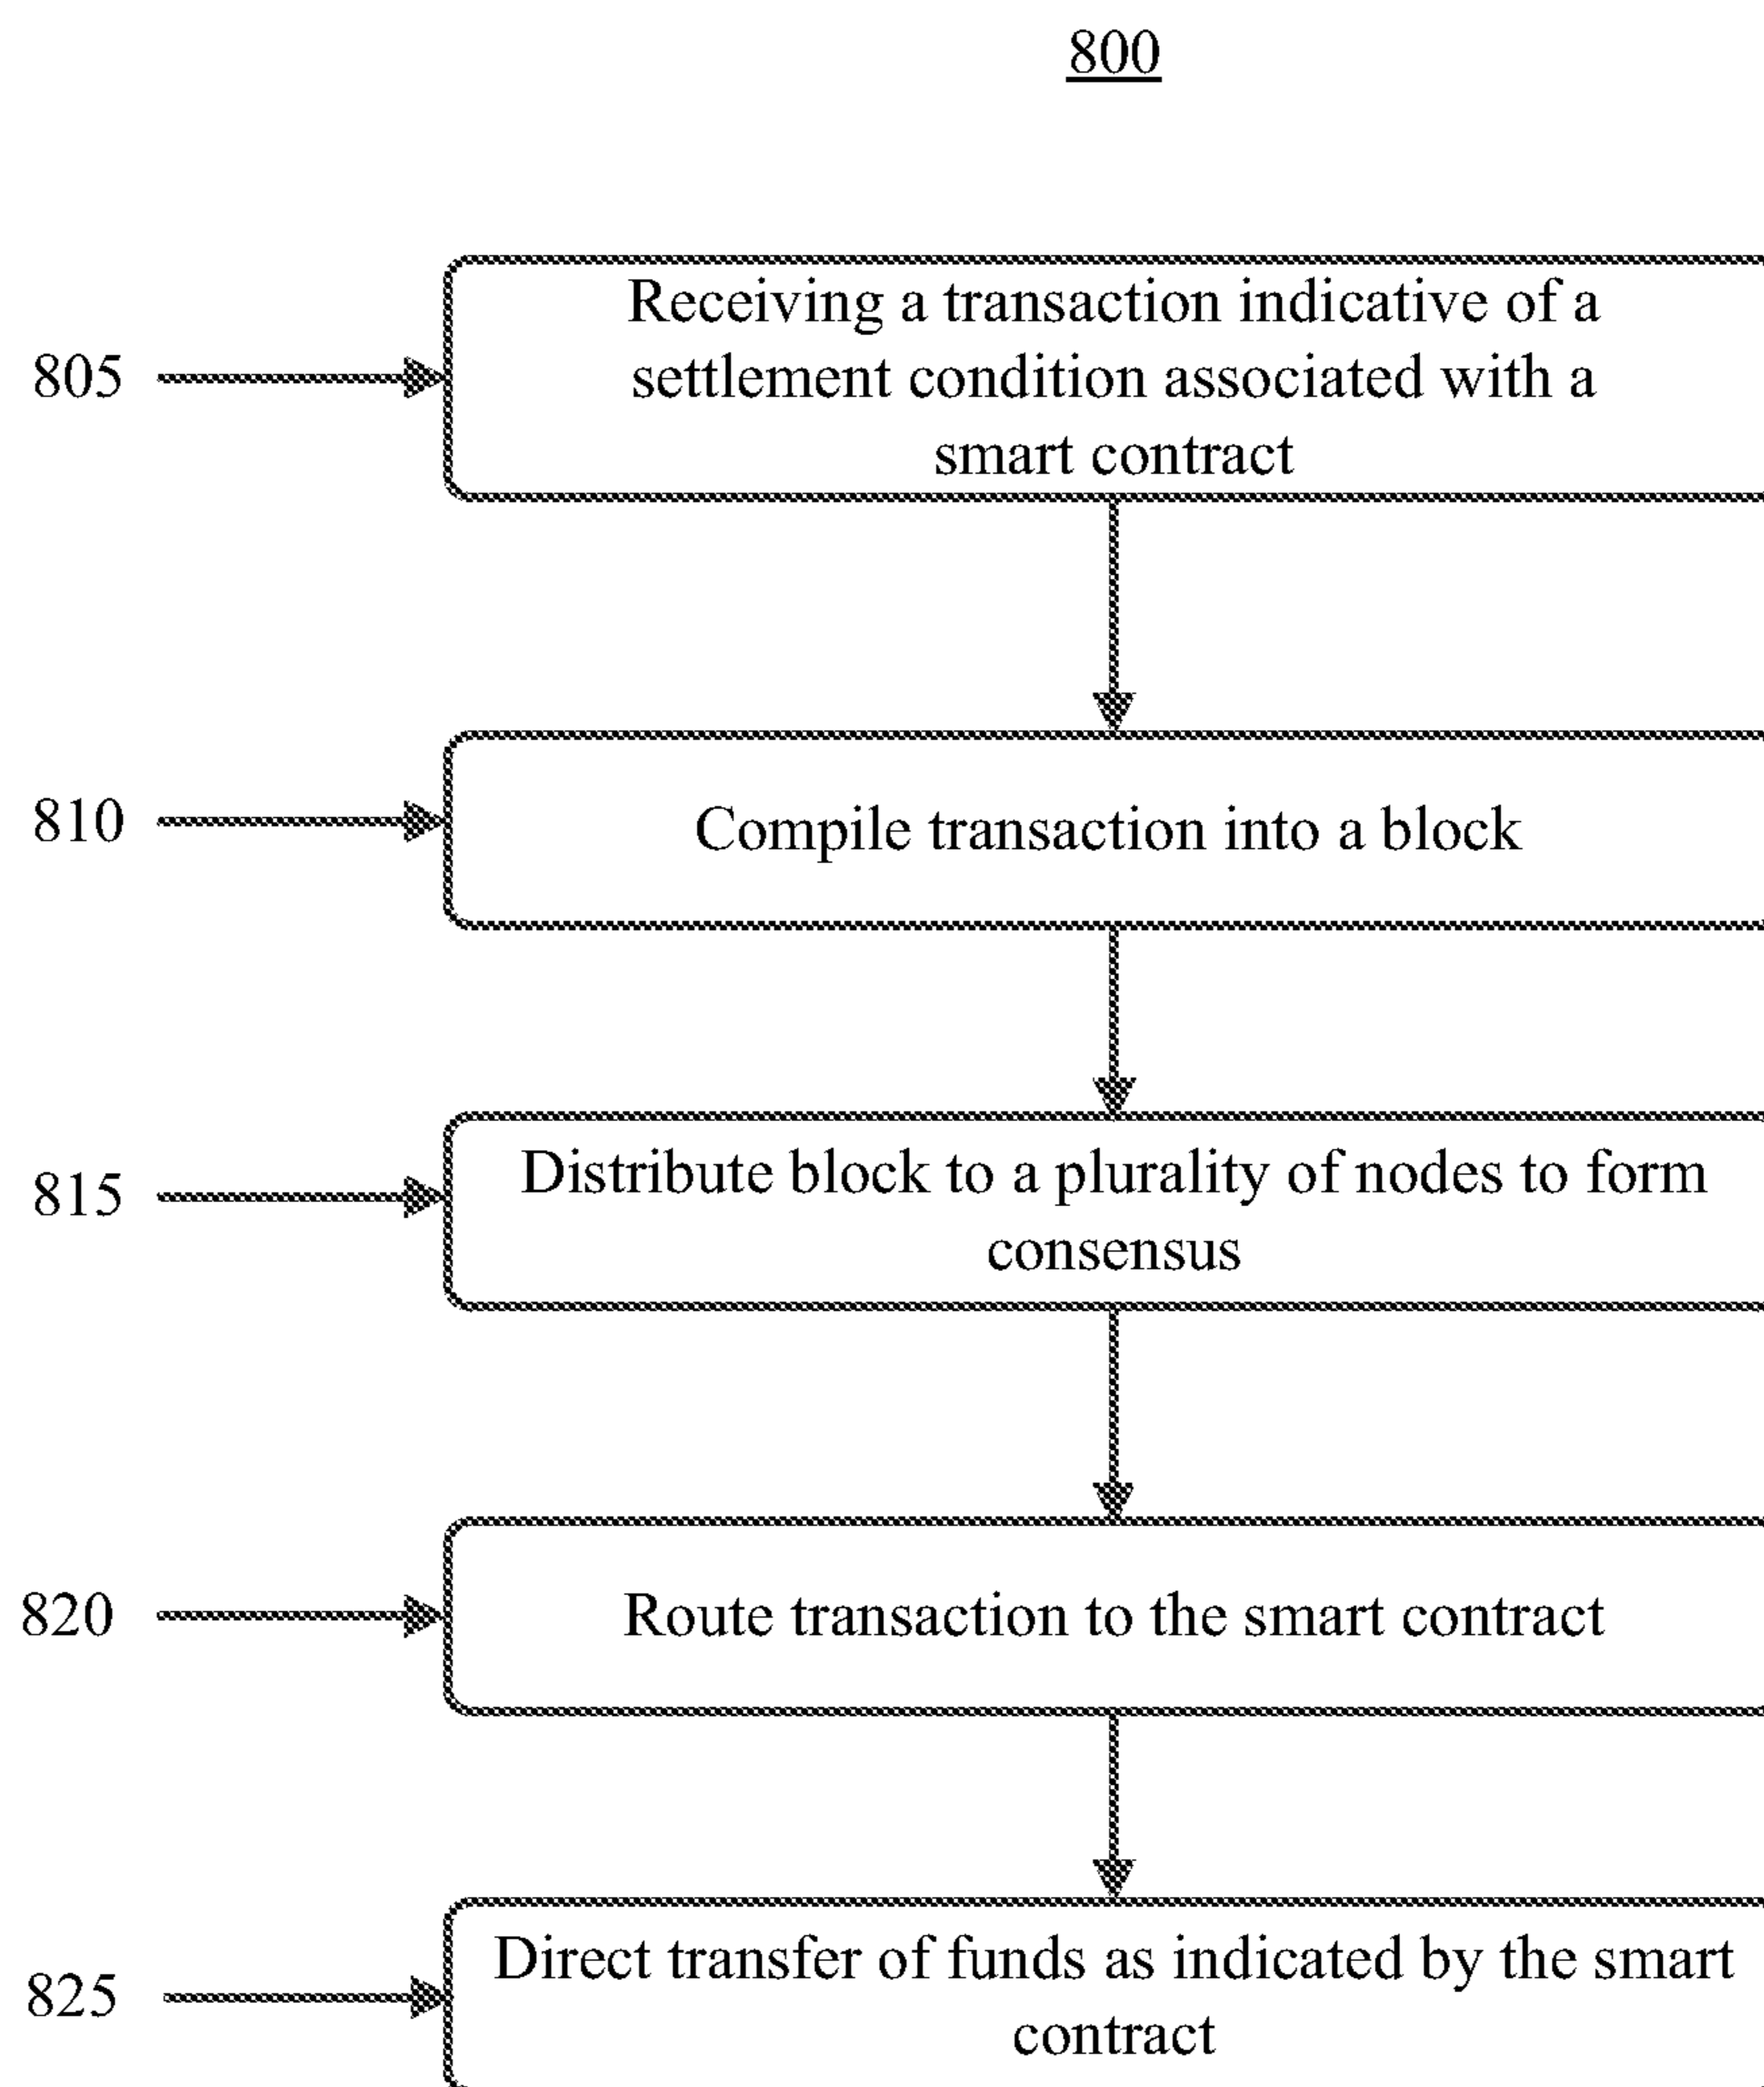 800
805
Receiving a transaction indicative of a
settlement condition associated with a
smart contract
810
Compile transaction into a block
815
Distribute block to a plurality of nodes to form
consensus
820
Route transaction to the smart contract
825
Direct transfer of funds as indicated by the smart
contract